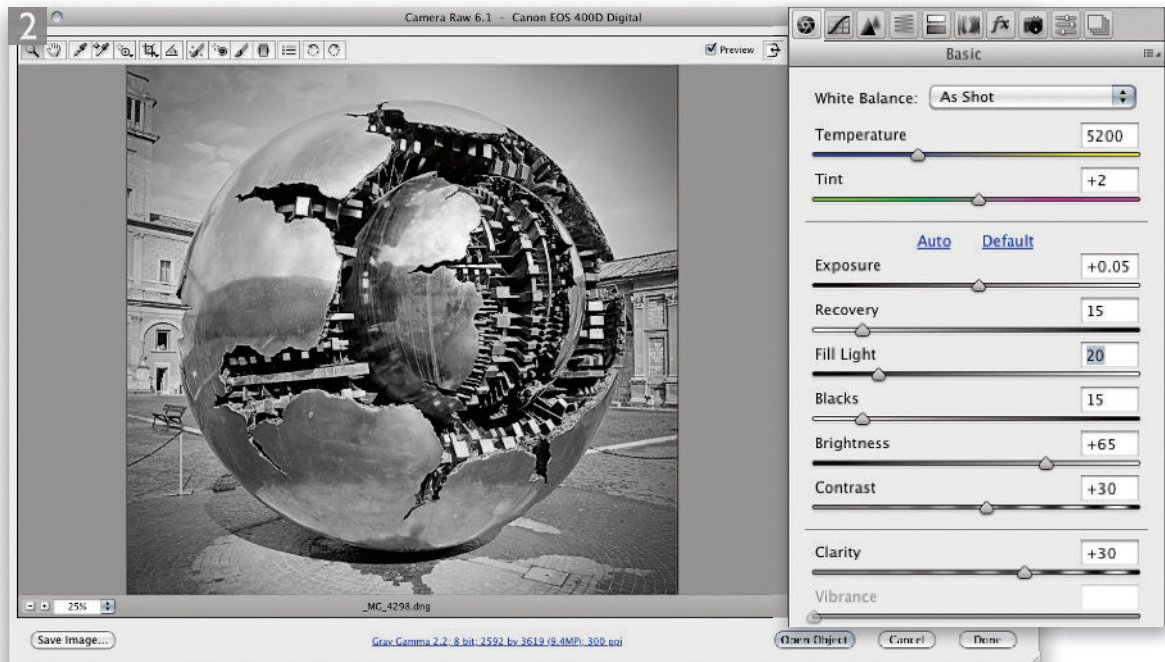 2
Camera Raw 6.1 - Canon EOS 400D Digital
Preview
25%
_MG_4298.dng
Save Image...
Gray Gamma 2.2; 8 bit; 2592 by 3619 (9.4MP); 300 ppi
Open Object
Cancel
Done
fx
Basic
White Balance: As Shot
Temperature 5200
Tint +2
Auto Default
Exposure +0.05
Recovery 15
Fill Light 20
Blacks 15
Brightness +65
Contrast +30
Clarity +30
Vibrance